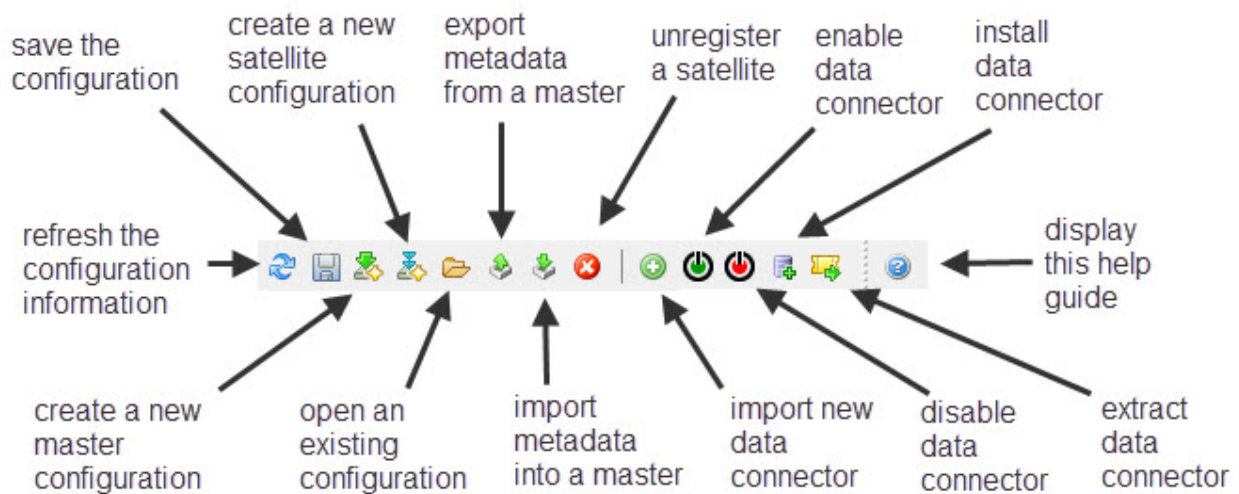 save the
configuration
create a new
satellite
configuration
export
metadata
from a master
unregister
a satellite
enable
data
connector
install
data
connector
refresh the
configuration
information
display
this help
guide
create a new
master
configuration
open an
existing
configuration
import
metadata
into a master
import new
data
connector
disable
data
connector
extract
data
connector